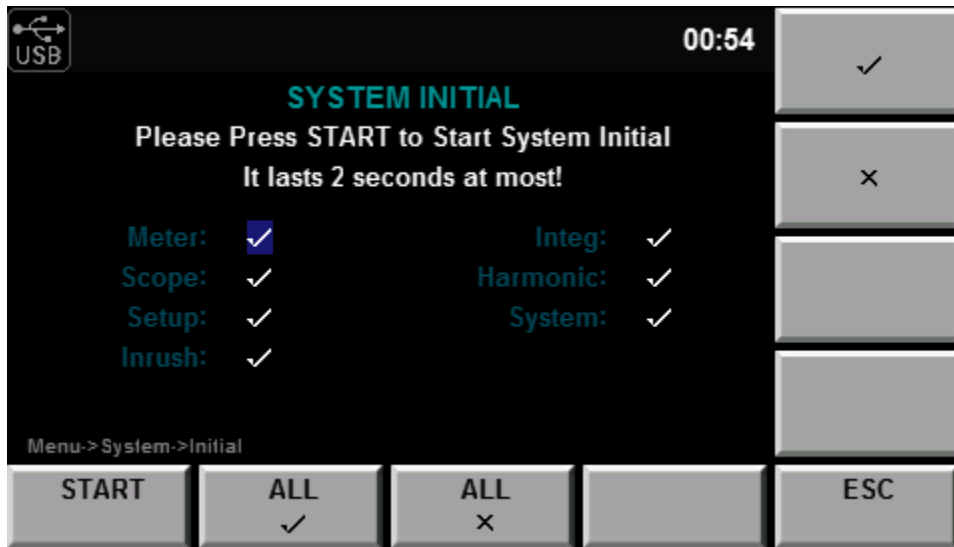 USB
00:54
✓
SYSTEM INITIAL
Please Press START to Start System Initial
It lasts 2 seconds at most!
×
Meter: ✓ Integ: ✓
Scope: ✓ Harmonic: ✓
Setup: ✓ System: ✓
Inrush: ✓
Menu->System->Initial
START
ALL ✓
ALL ×
ESC